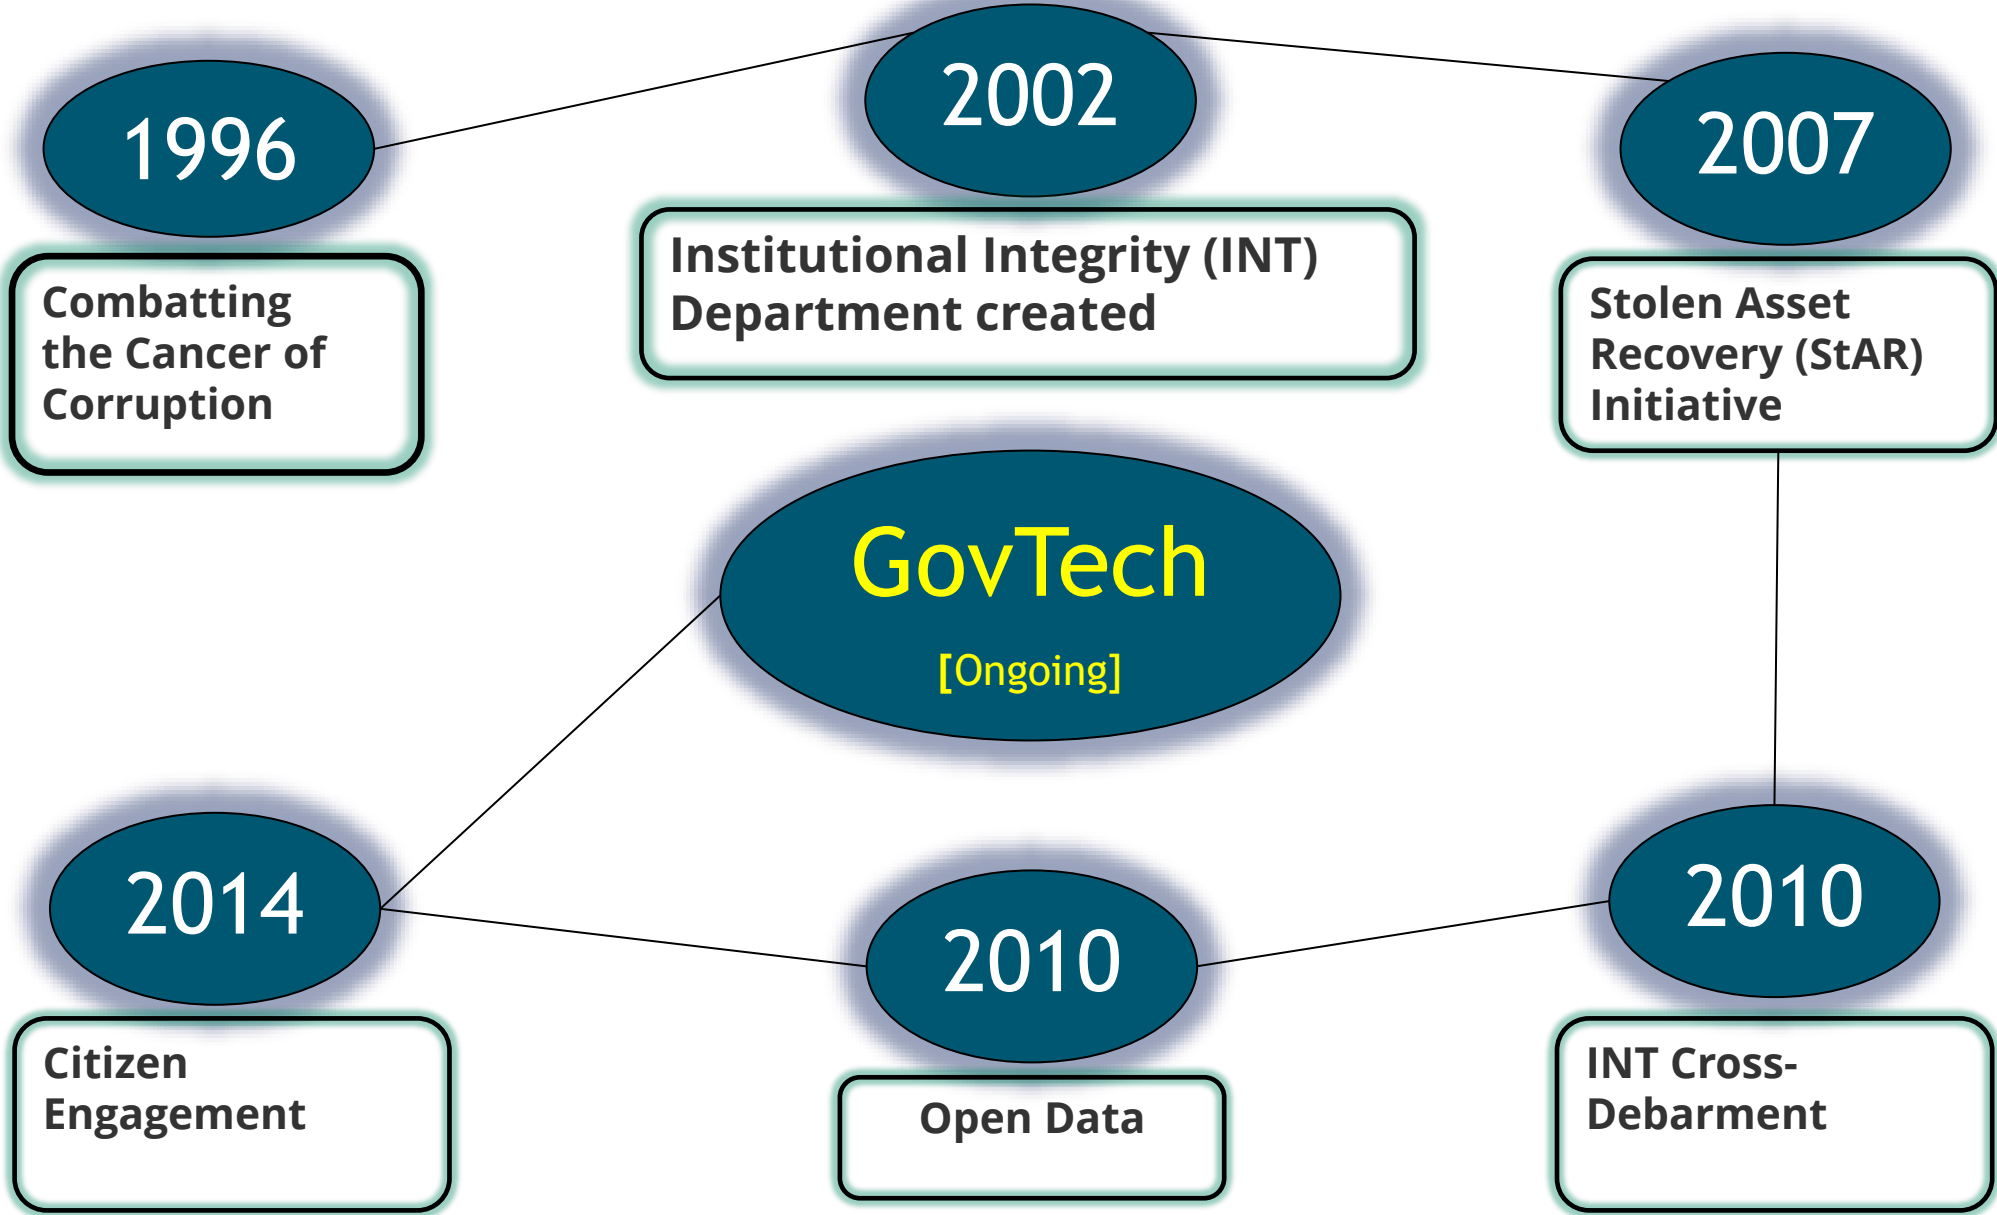 1996
Combatting
the Cancer of
Corruption
2002
Institutional Integrity (INT)
Department created
2007
Stolen Asset
Recovery (StAR)
Initiative
2010
INT Cross-
Debarment
2010
Open Data
2014
Citizen
Engagement
GovTech
[Ongoing]